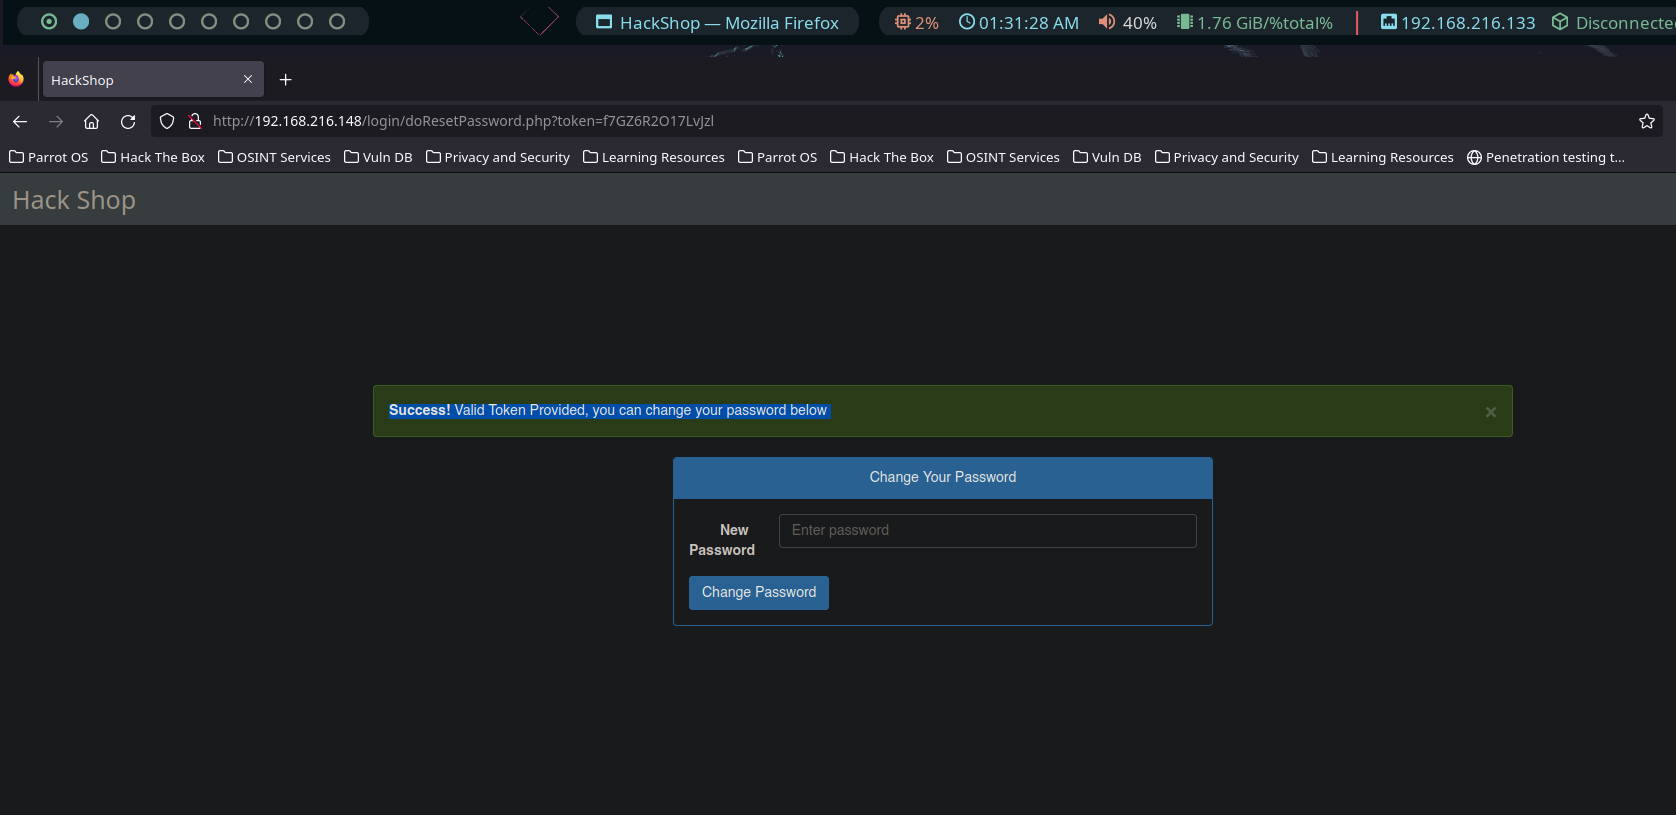 HackShop — Mozilla Firefox 2% 01:31:28 AM 40% 1.76 GiB/%total% 192.168.216.133 Disconnecte
HackShop
http://192.168.216.148/login/doResetPassword.php?token=f7GZ6R2O17LvJzl
Parrot OS Hack The Box OSINT Services Vuln DB Privacy and Security Learning Resources Parrot OS Hack The Box OSINT Services Vuln DB Privacy and Security Learning Resources Penetration testing t...
Hack Shop
Success! Valid Token Provided, you can change your password below ×
Change Your Password
New Password Enter password
Change Password